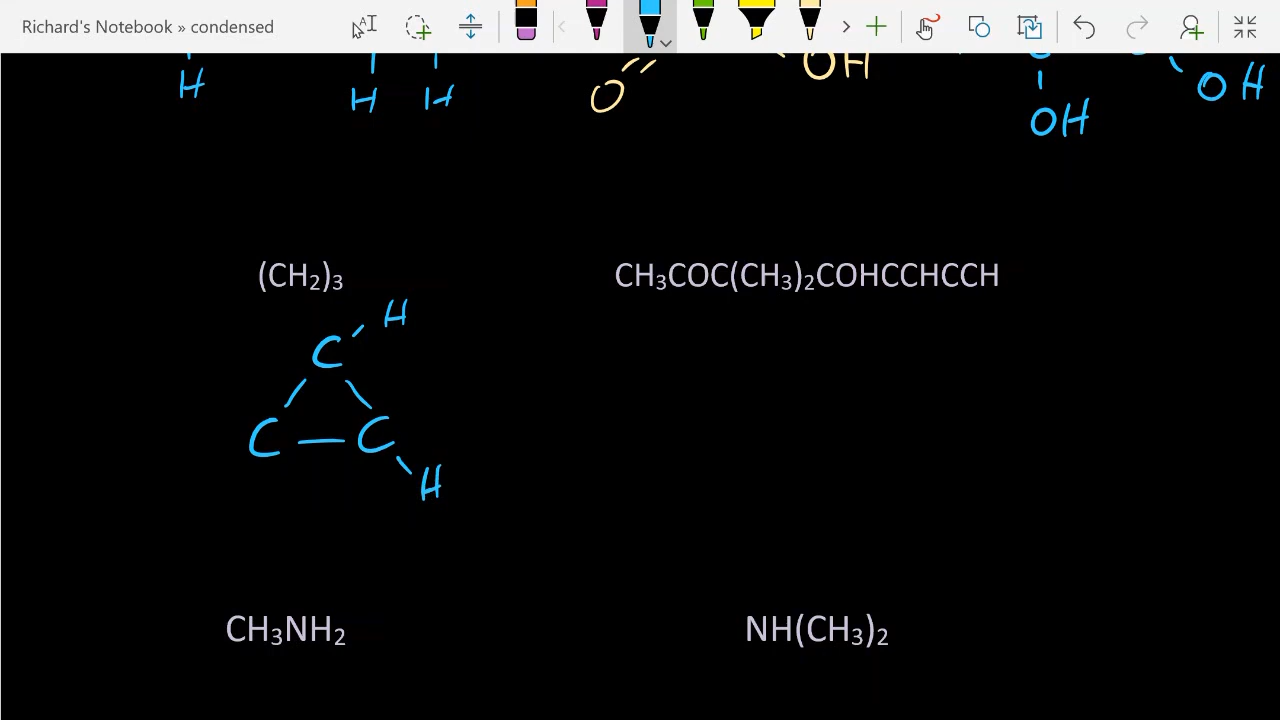 Richard's Notebook » condensed
H H H O OH OH OH
(CH₂)₃ CH₃COC(CH₃)₂COHCCHCCH
H
C
C C
H
CH₃NH₂ NH(CH₃)₂